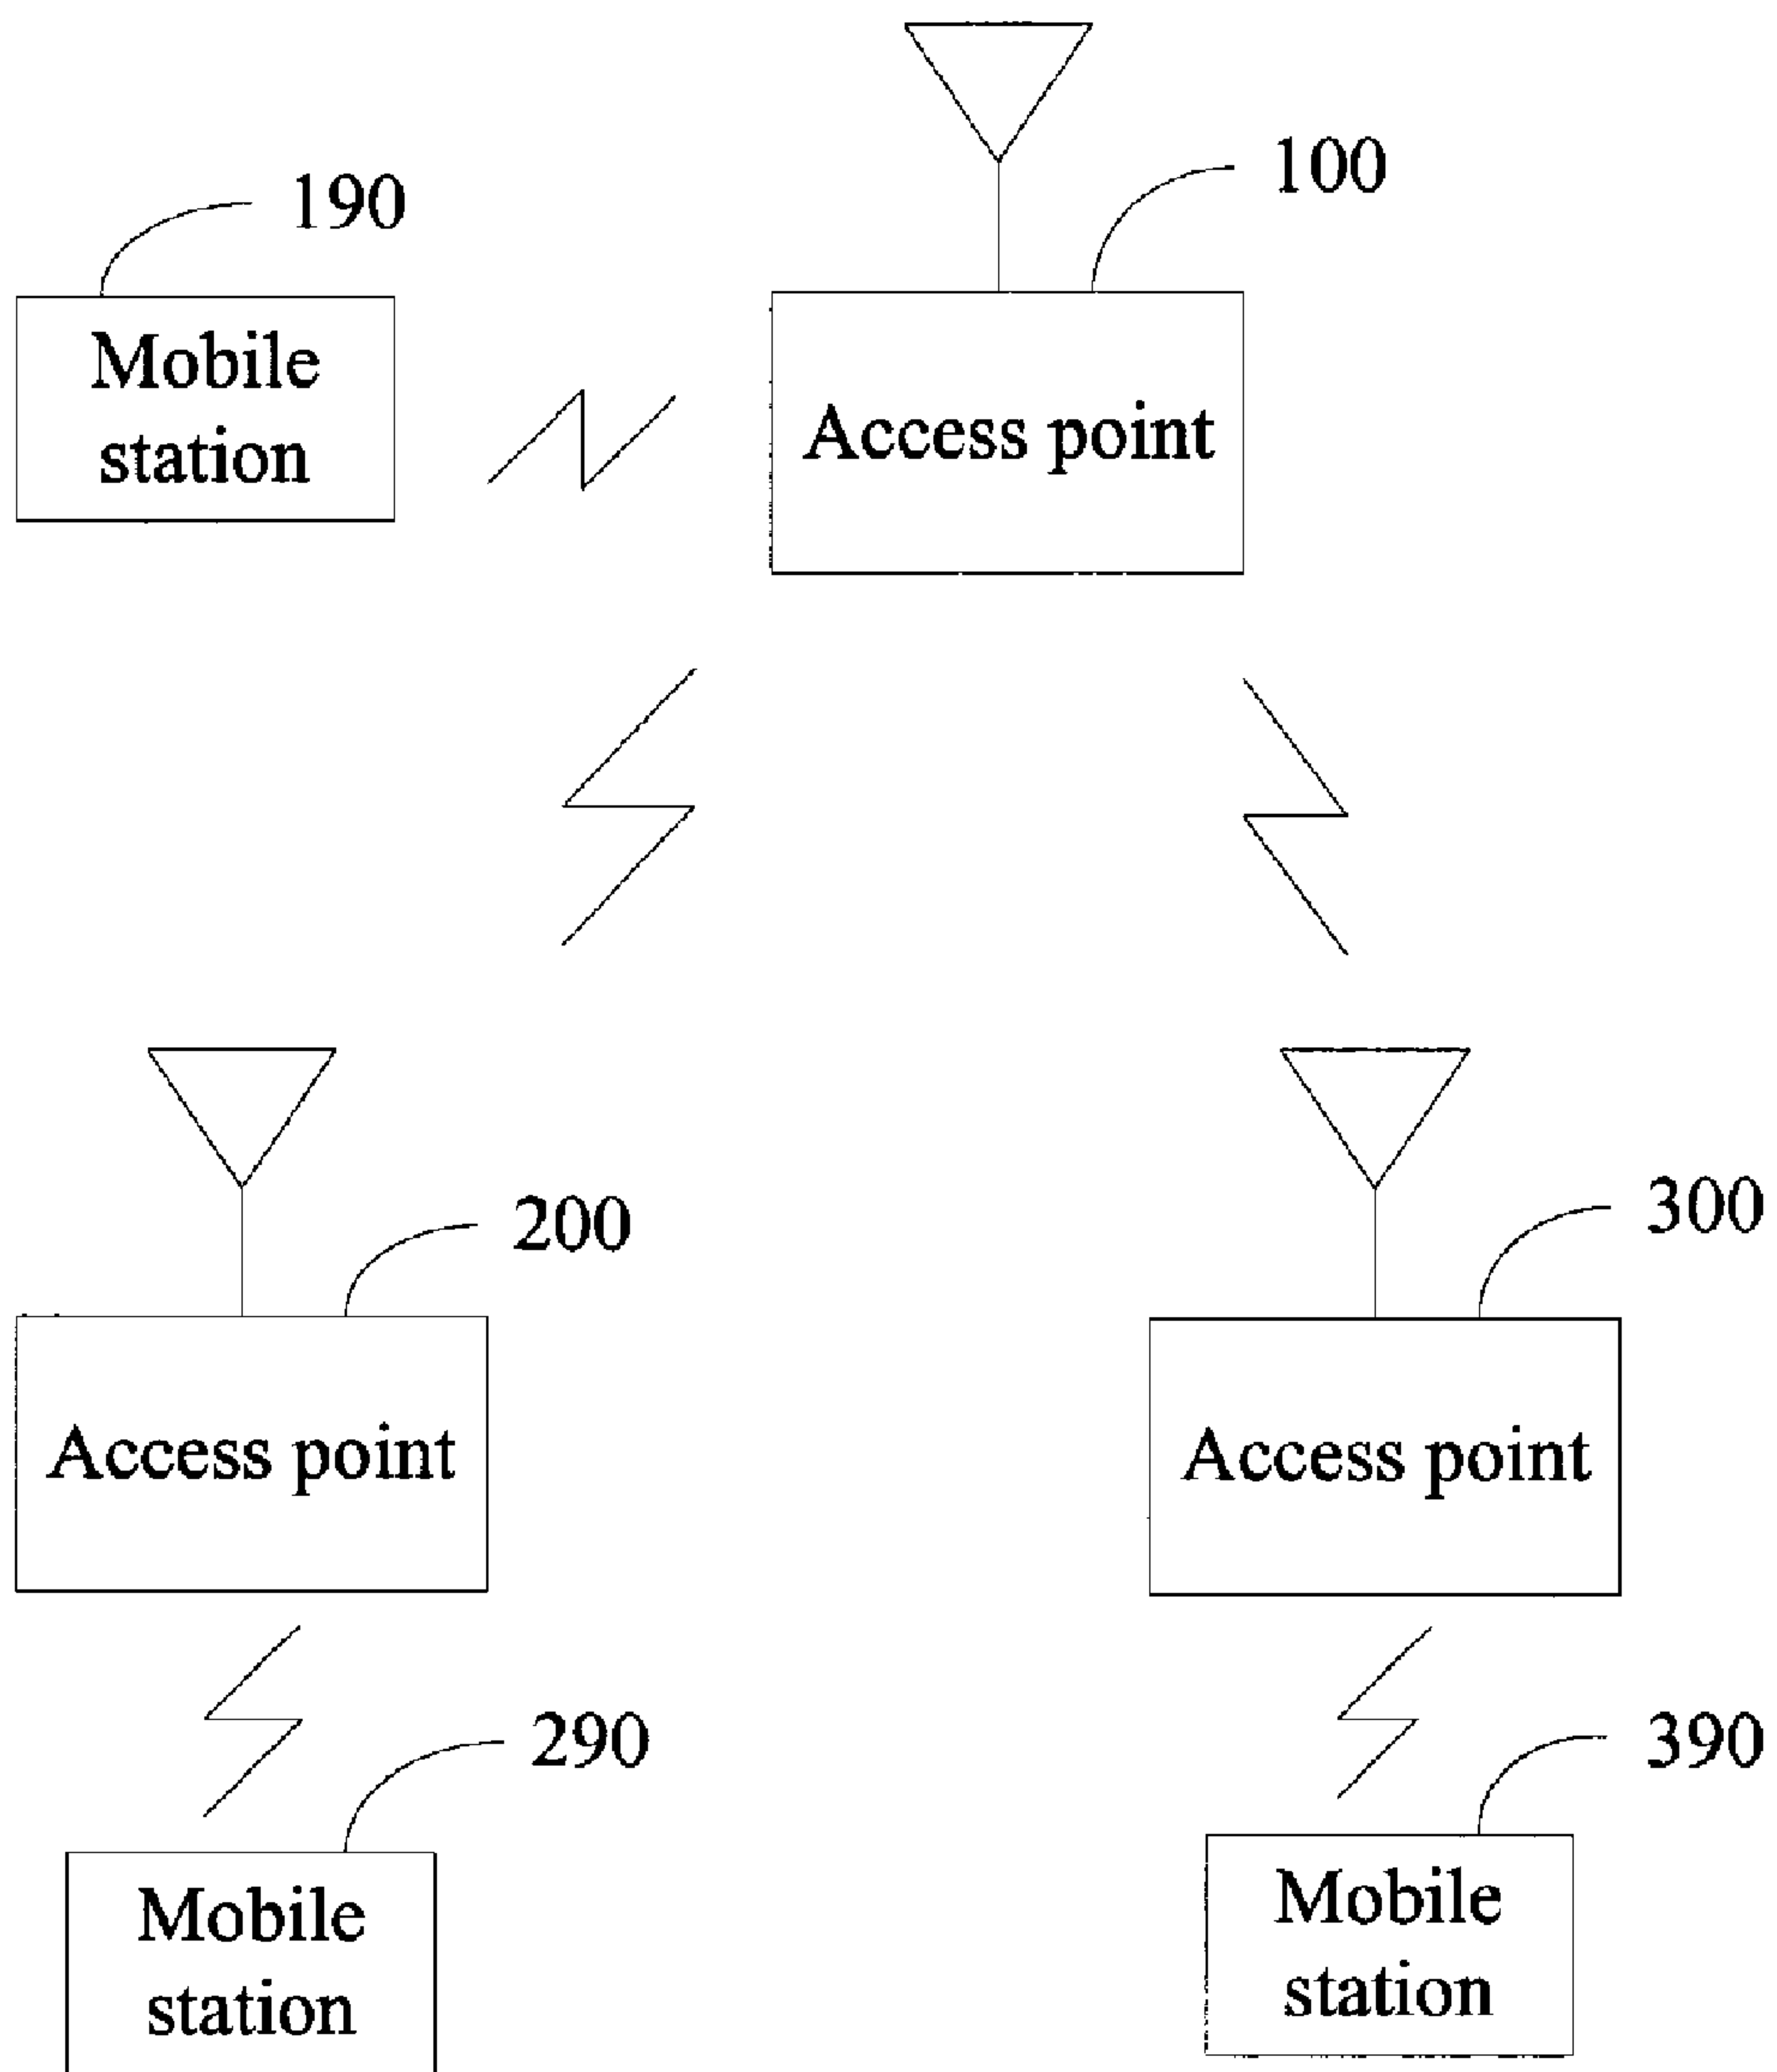 100
190
Mobile
station
Access point
200
300
Access point
Access point
290
390
Mobile
station
Mobile
station